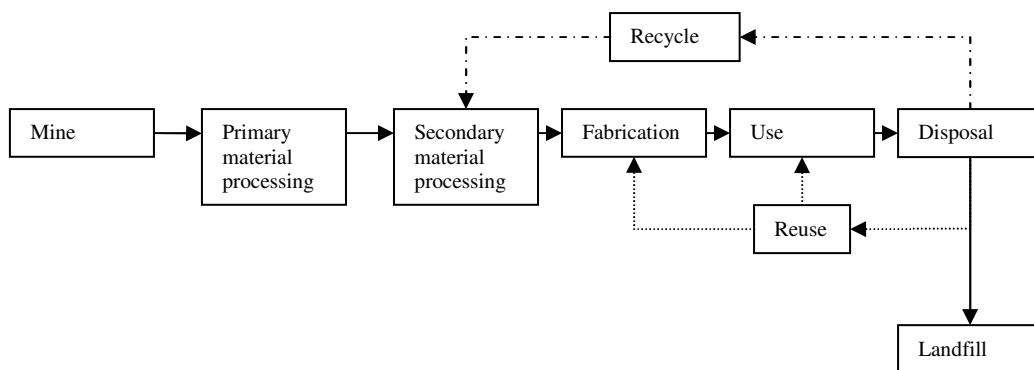 Recycle
Mine
Primary
material
processing
Secondary
material
processing
Fabrication
Use
Disposal
Reuse
Landfill